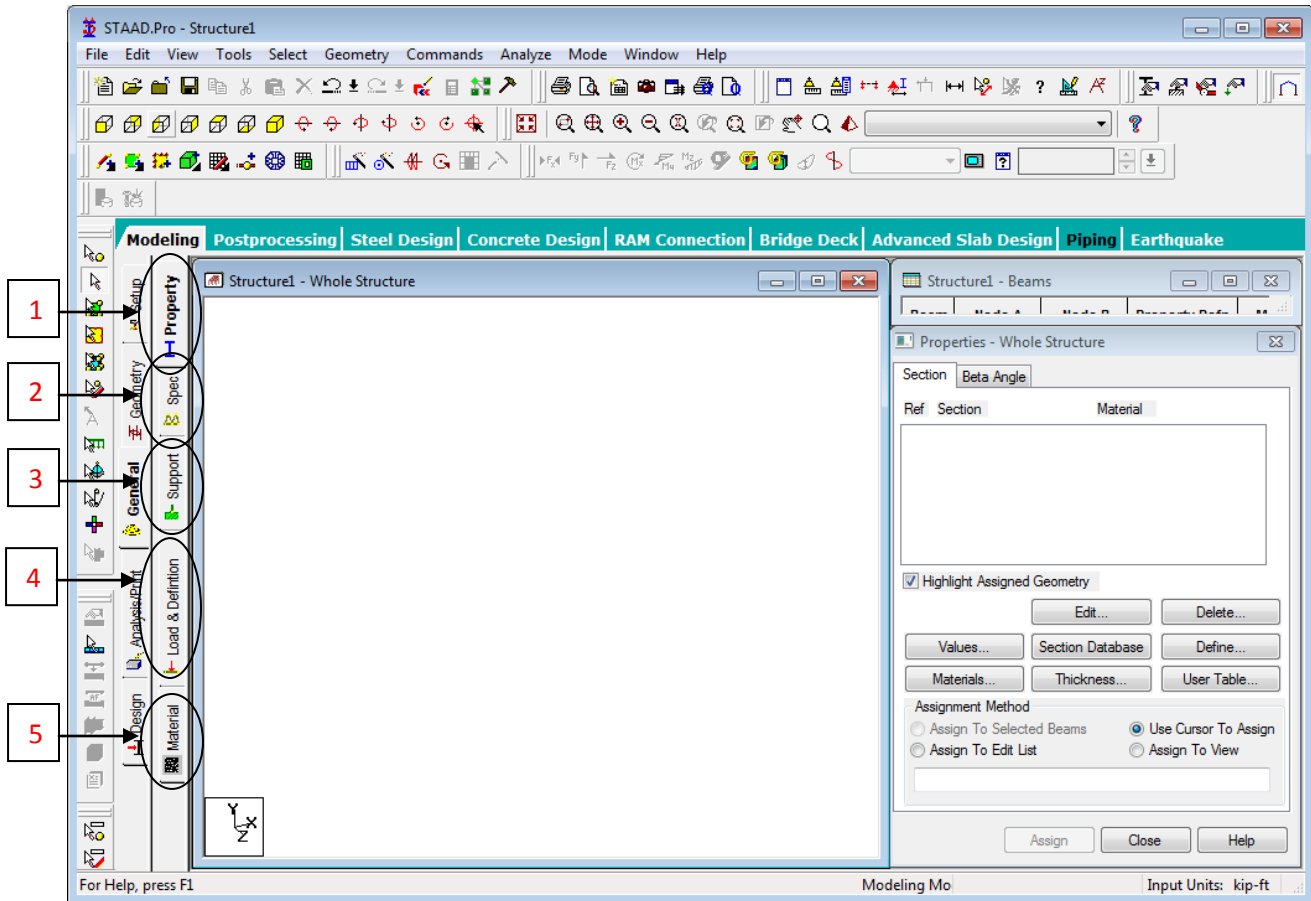 STAAD.Pro - Structure1
File Edit View Tools Select Geometry Commands Analyze Mode Window Help
Modeling Postprocessing Steel Design Concrete Design RAM Connection Bridge Deck Advanced Slab Design Piping Earthquake
1
2
3
4
5
Setup
Geometry
General
Analysis/Print
Design
Property
Spec
Support
Load & Defintion
Material
Structure1 - Whole Structure
Y
X
Z
Structure1 - Beams
Beam Node A Node B Property Refn
Properties - Whole Structure
Section Beta Angle
Ref Section Material
Highlight Assigned Geometry
Edit... Delete...
Values... Section Database Define...
Materials... Thickness... User Table...
Assignment Method
Assign To Selected Beams Use Cursor To Assign
Assign To Edit List Assign To View
Assign Close Help
For Help, press F1 Modeling Mo Input Units: kip-ft